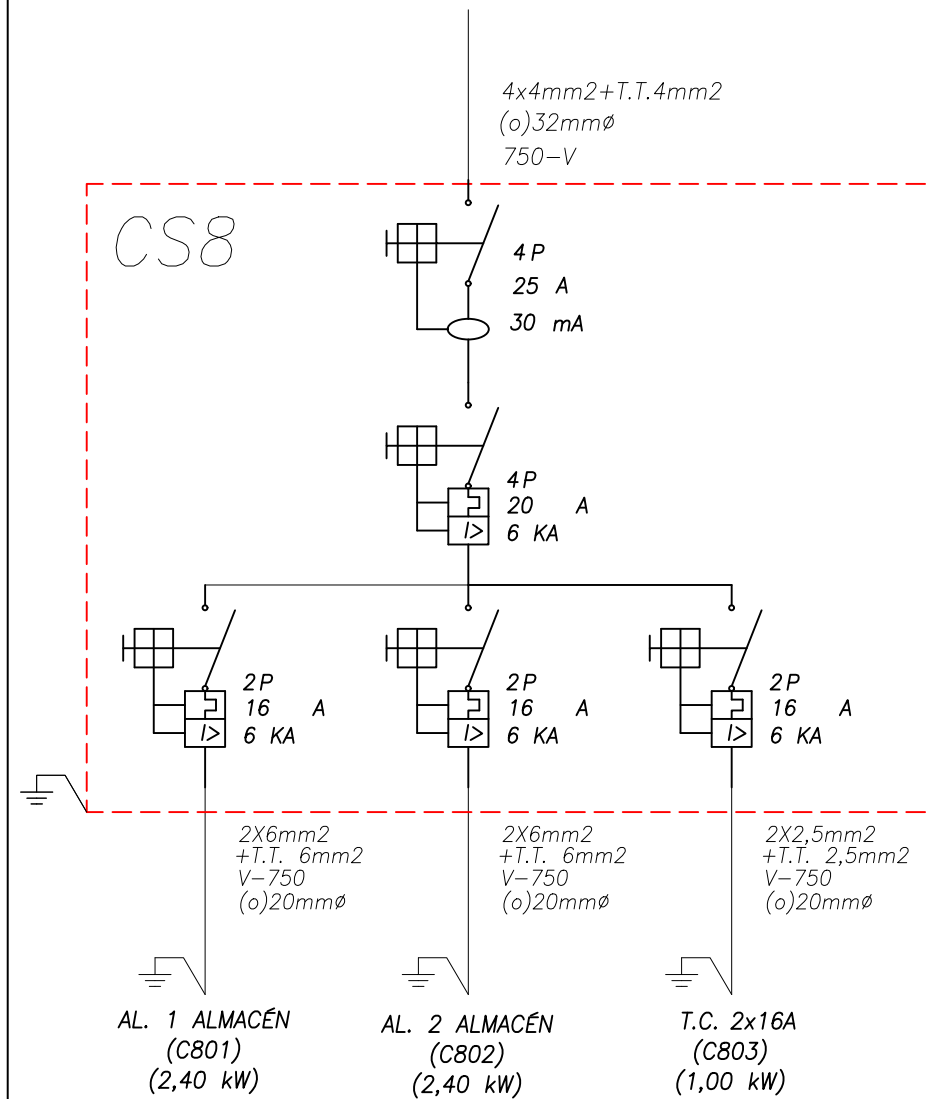 4x4mm2+T.T.4mm2
(o)32mmø
750-V
CS8
4P
25 A
30 mA
4P
20 A
I> 6 KA
2P
16 A
I> 6 KA
2P
16 A
I> 6 KA
2P
16 A
I> 6 KA
2X6mm2
+T.T. 6mm2
V-750
(o)20mmø
2X6mm2
+T.T. 6mm2
V-750
(o)20mmø
2X2,5mm2
+T.T. 2,5mm2
V-750
(o)20mmø
AL. 1 ALMACÉN
(C801)
(2,40 kW)
AL. 2 ALMACÉN
(C802)
(2,40 kW)
T.C. 2x16A
(C803)
(1,00 kW)